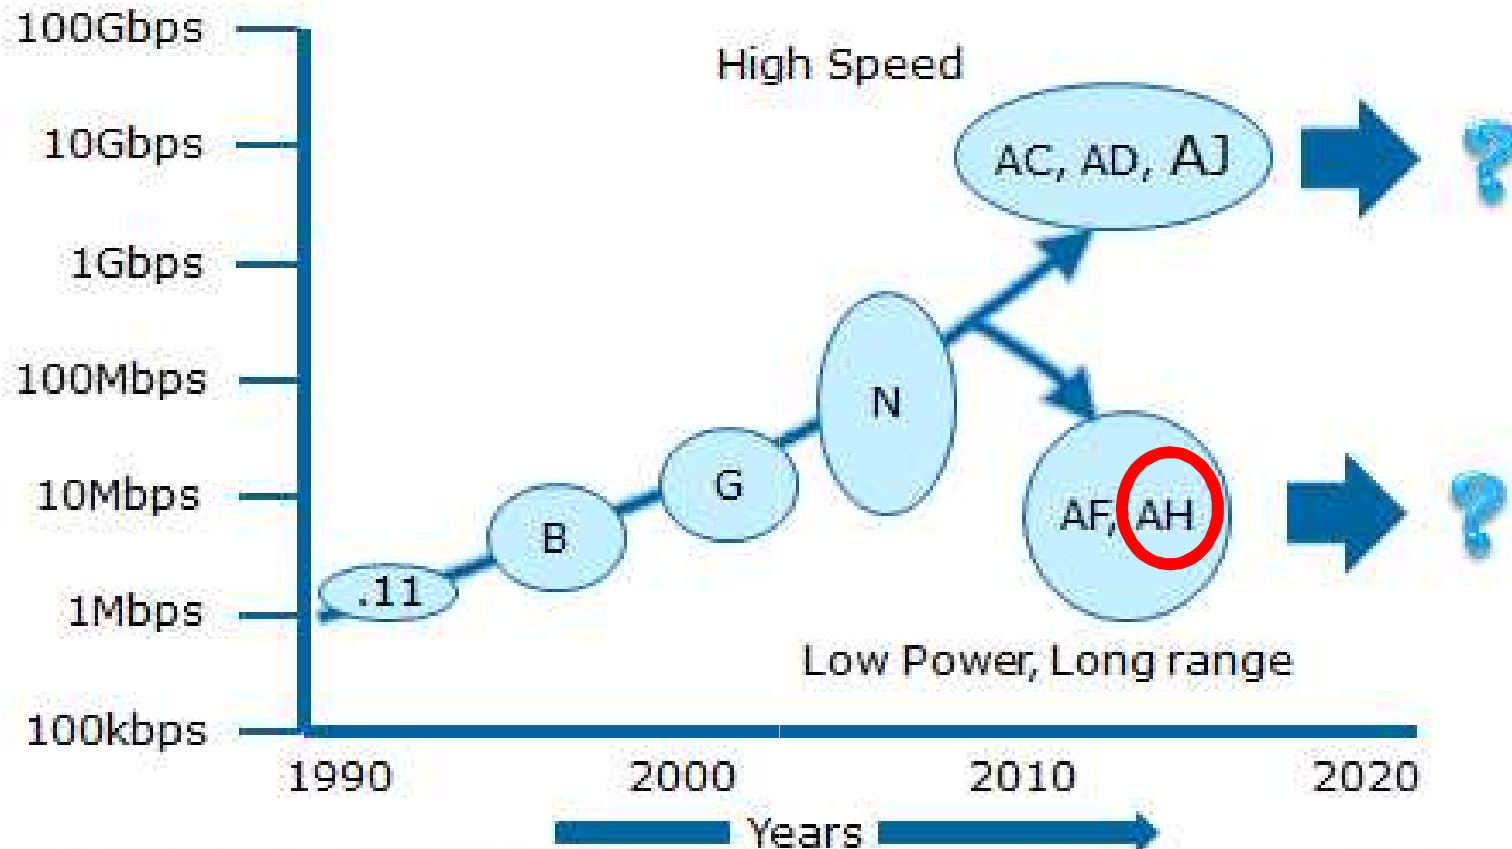 100Gbps
High Speed
10Gbps
AC, AD, AJ
?
1Gbps
100Mbps
N
G
10Mbps
AF, AH
?
B
.11
1Mbps
Low Power, Long range
100kbps
1990 2000 2010 2020
Years